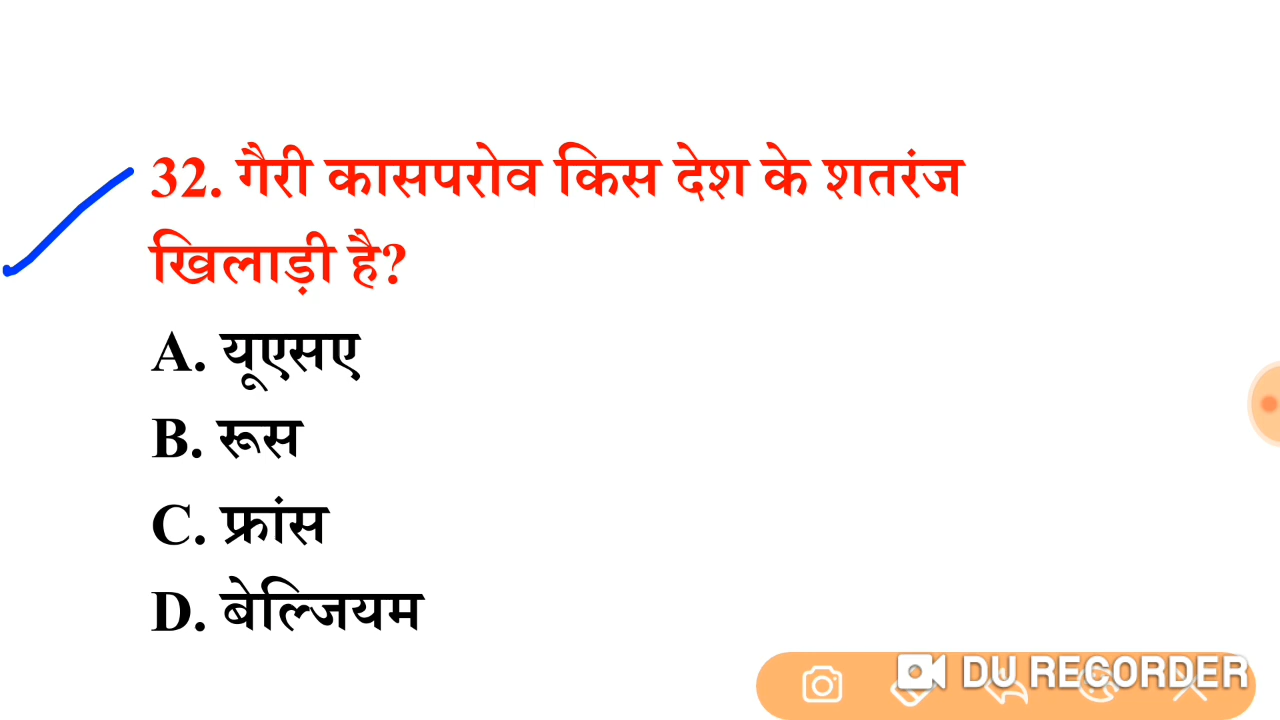 32. गैरी कासपरोव किस देश के शतरंज
खिलाड़ी है?
A. यूएसए
B. रूस
C. फ्रांस
D. बेल्जियम
DU RECORDER